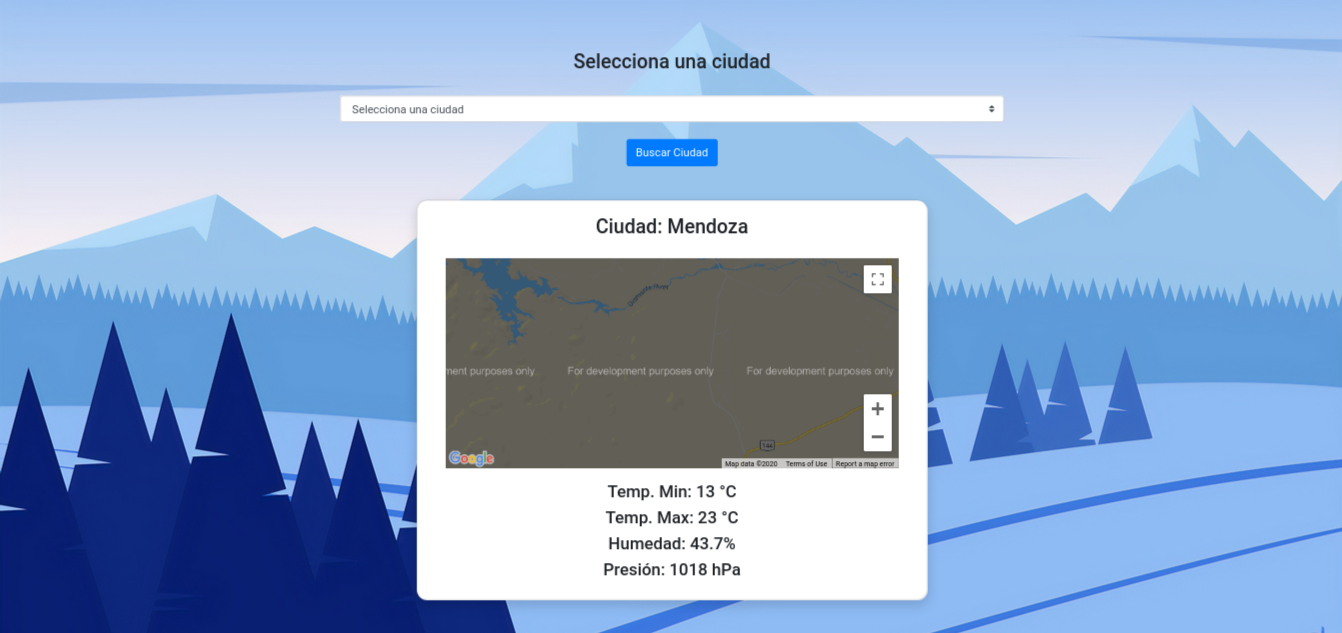 Selecciona una ciudad
Selecciona una ciudad
Buscar Ciudad
Ciudad: Mendoza
ment purposes only
For development purposes only
For development purposes only
144
Google
Map data ©2020
Terms of Use
Report a map error
Temp. Min: 13 °C
Temp. Max: 23 °C
Humedad: 43.7%
Presión: 1018 hPa